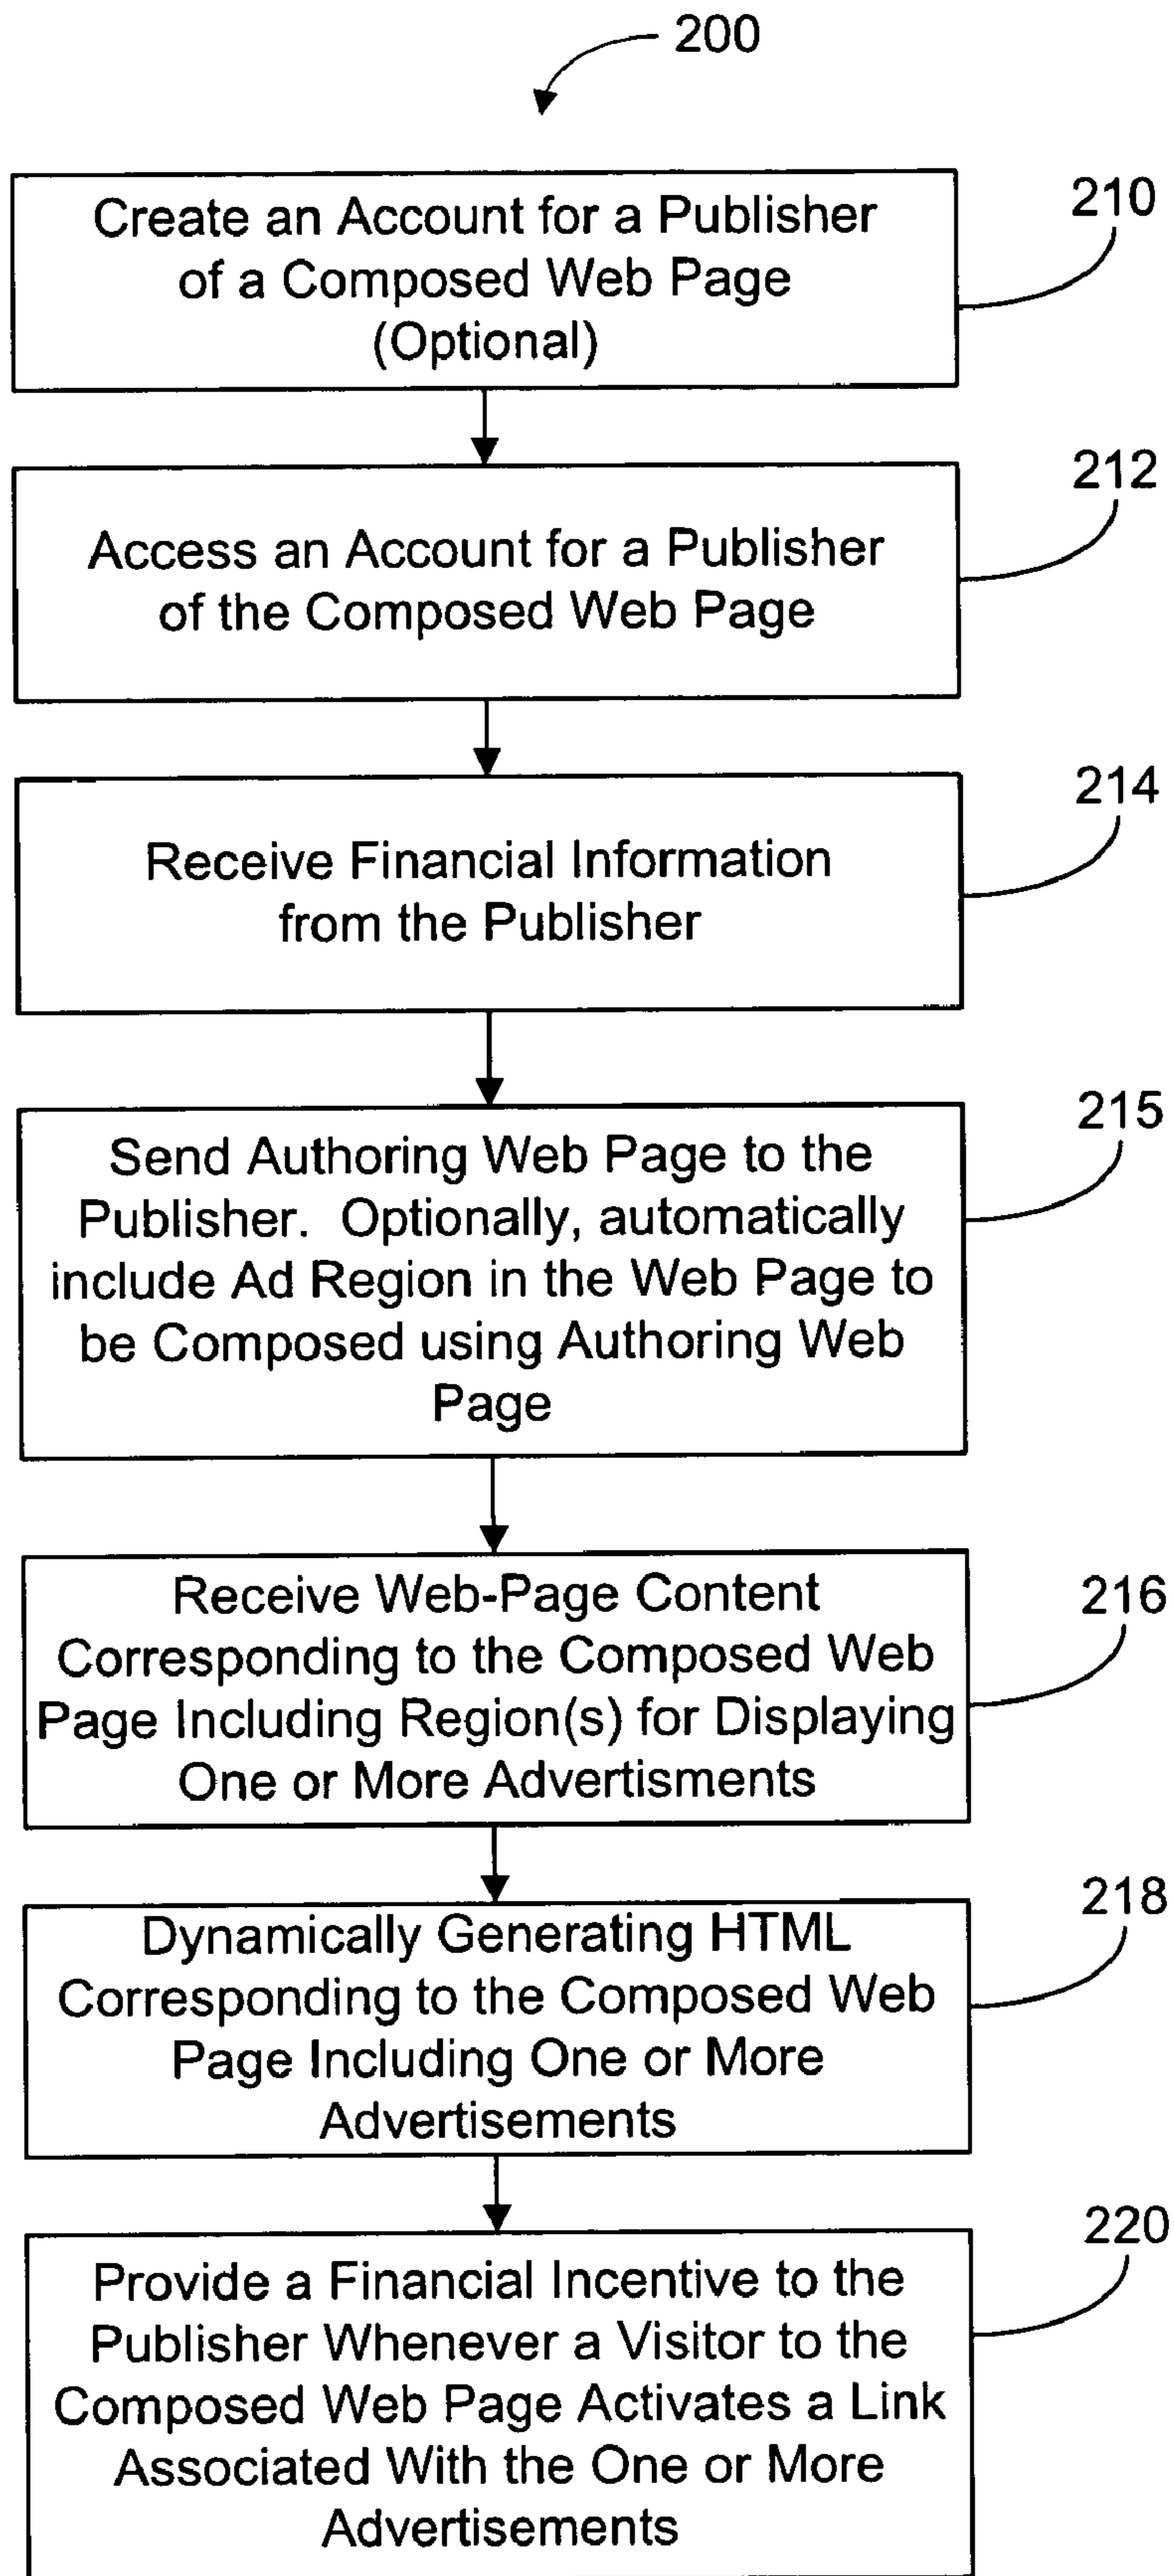 200
Create an Account for a Publisher
of a Composed Web Page
(Optional)
210
Access an Account for a Publisher
of the Composed Web Page
212
Receive Financial Information
from the Publisher
214
Send Authoring Web Page to the
Publisher. Optionally, automatically
include Ad Region in the Web Page to
be Composed using Authoring Web
Page
215
Receive Web-Page Content
Corresponding to the Composed Web
Page Including Region(s) for Displaying
One or More Advertisments
216
Dynamically Generating HTML
Corresponding to the Composed Web
Page Including One or More
Advertisements
218
Provide a Financial Incentive to the
Publisher Whenever a Visitor to the
Composed Web Page Activates a Link
Associated With the One or More
Advertisements
220